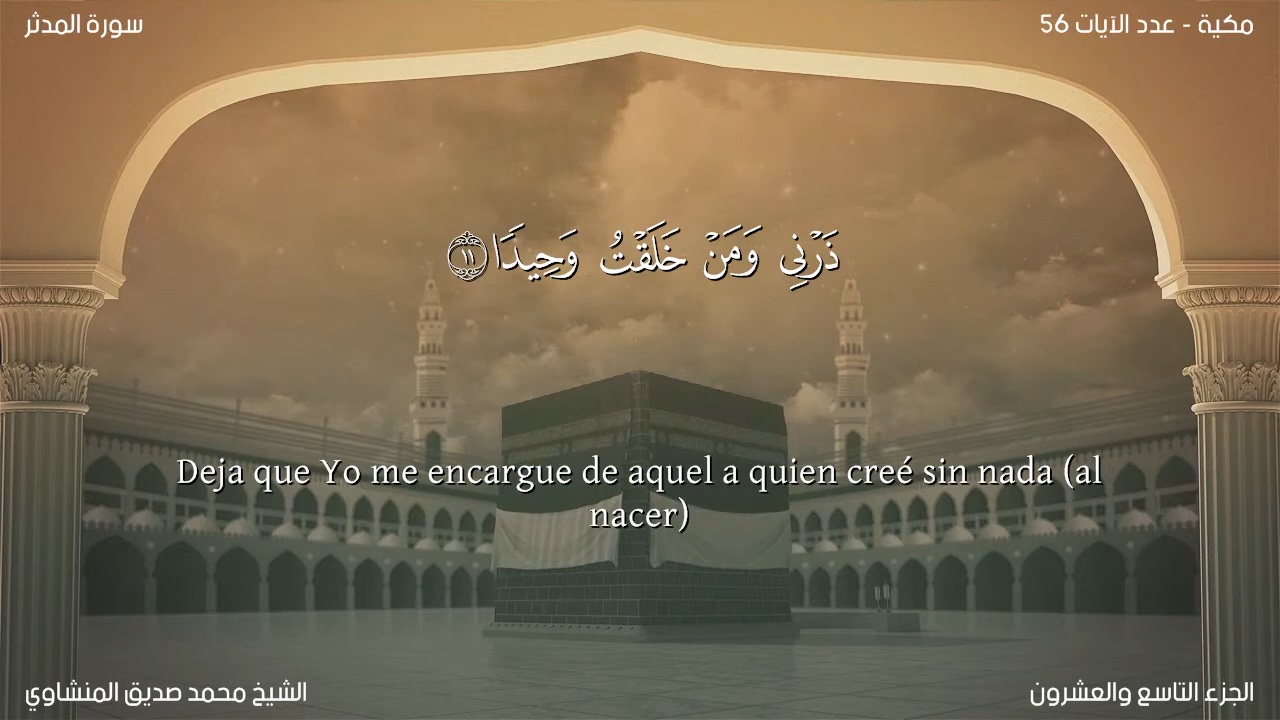 سورة المدثر
مكية - عدد الآيات 56
ذَرْنِي وَمَنْ خَلَقْتُ وَحِيدًا ١١
Deja que Yo me encargue de aquel a quien creé sin nada (al
nacer)
الشيخ محمد صديق المنشاوي
الجزء التاسع والعشرون